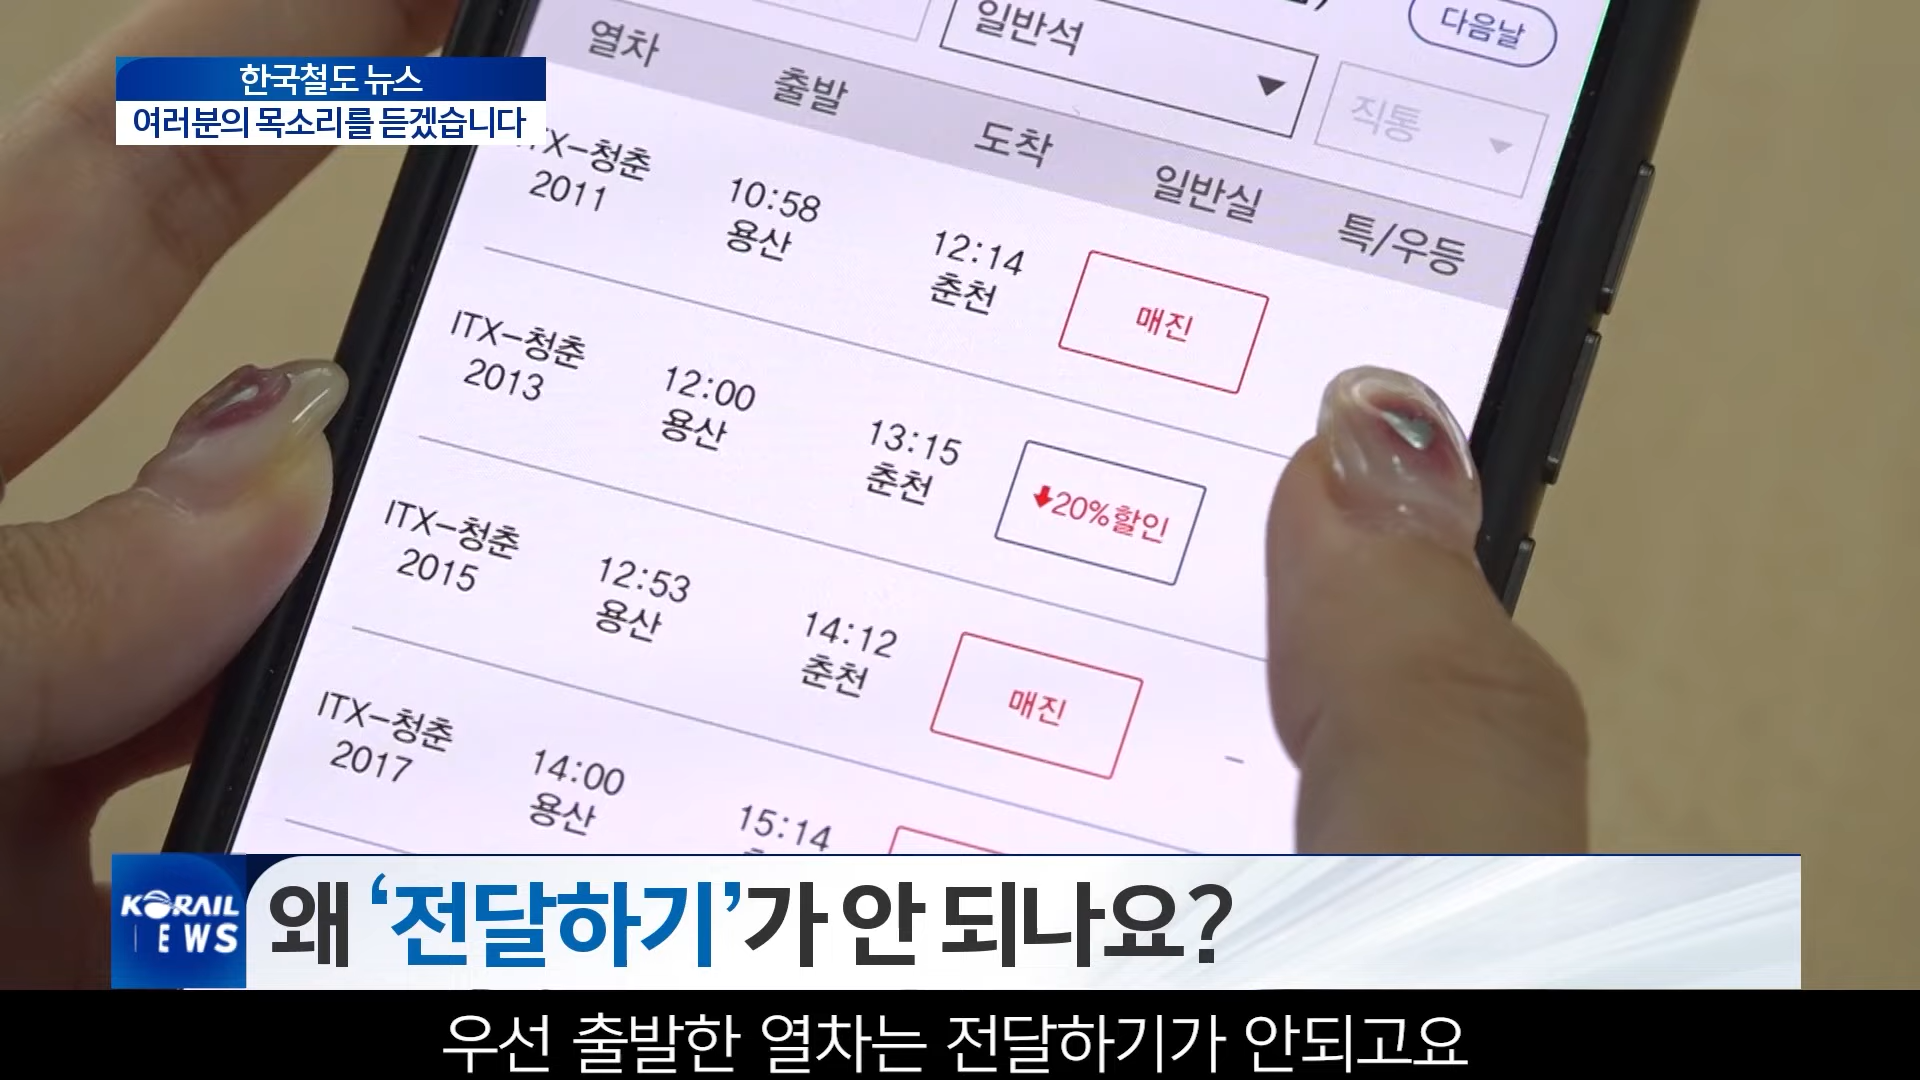 한국철도 뉴스
여러분의 목소리를 듣겠습니다
다음날
일반석
직통
열차 출발 도착 일반실 특/우등
ITX-청춘 10:58 12:14 매진
2011 용산 춘천
ITX-청춘 12:00 13:15 20%할인
2013 용산 춘천
ITX-청춘 12:53 14:12 매진 -
2015 용산 춘천
ITX-청춘 14:00 15:14
2017 용산
KORAIL
NEWS
왜 ‘전달하기’가 안 되나요?
우선 출발한 열차는 전달하기가 안되고요